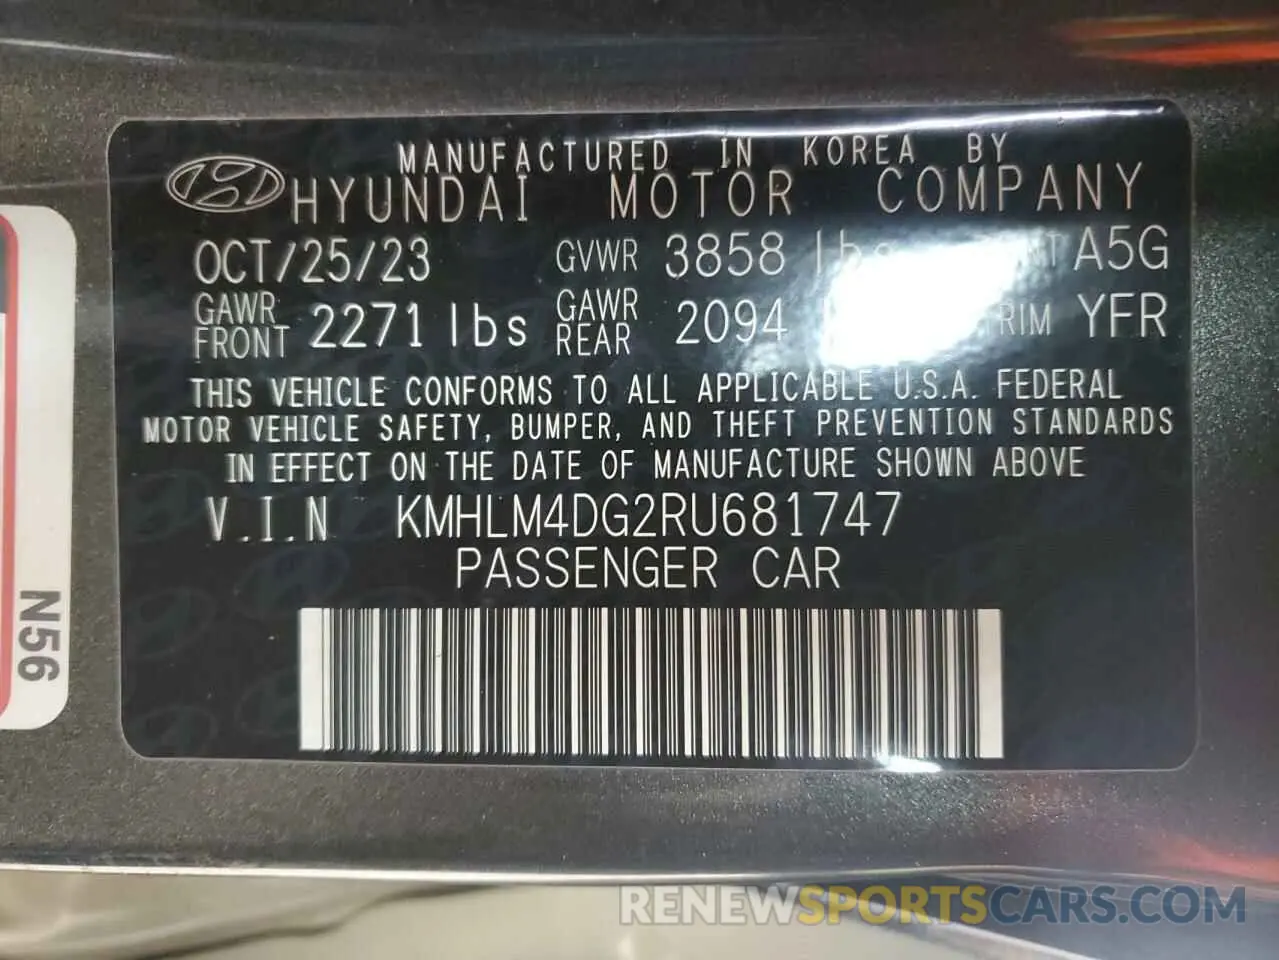 MANUFACTURED IN KOREA BY
HYUNDAI MOTOR COMPANY
OCT/25/23 GVWR 3858 lbs A5G
GAWR FRONT 2271 lbs GAWR REAR 2094 TRIM YFR
THIS VEHICLE CONFORMS TO ALL APPLICABLE U.S.A. FEDERAL
MOTOR VEHICLE SAFETY, BUMPER, AND THEFT PREVENTION STANDARDS
IN EFFECT ON THE DATE OF MANUFACTURE SHOWN ABOVE
V.I.N KMHLM4DG2RU681747
PASSENGER CAR
N56
RENEWSPORTSCARS.COM